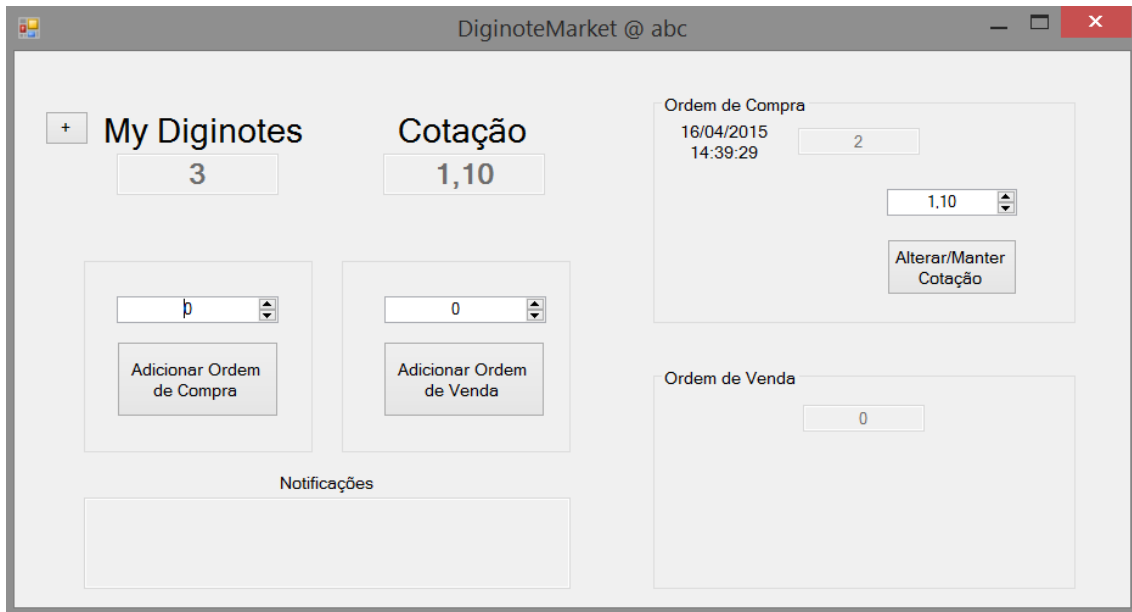 DiginoteMarket @ abc
+
My Diginotes
Cotação
3
1,10
0
Adicionar Ordem
de Compra
0
Adicionar Ordem
de Venda
Notificações
Ordem de Compra
16/04/2015
14:39:29
2
1,10
Alterar/Manter
Cotação
Ordem de Venda
0